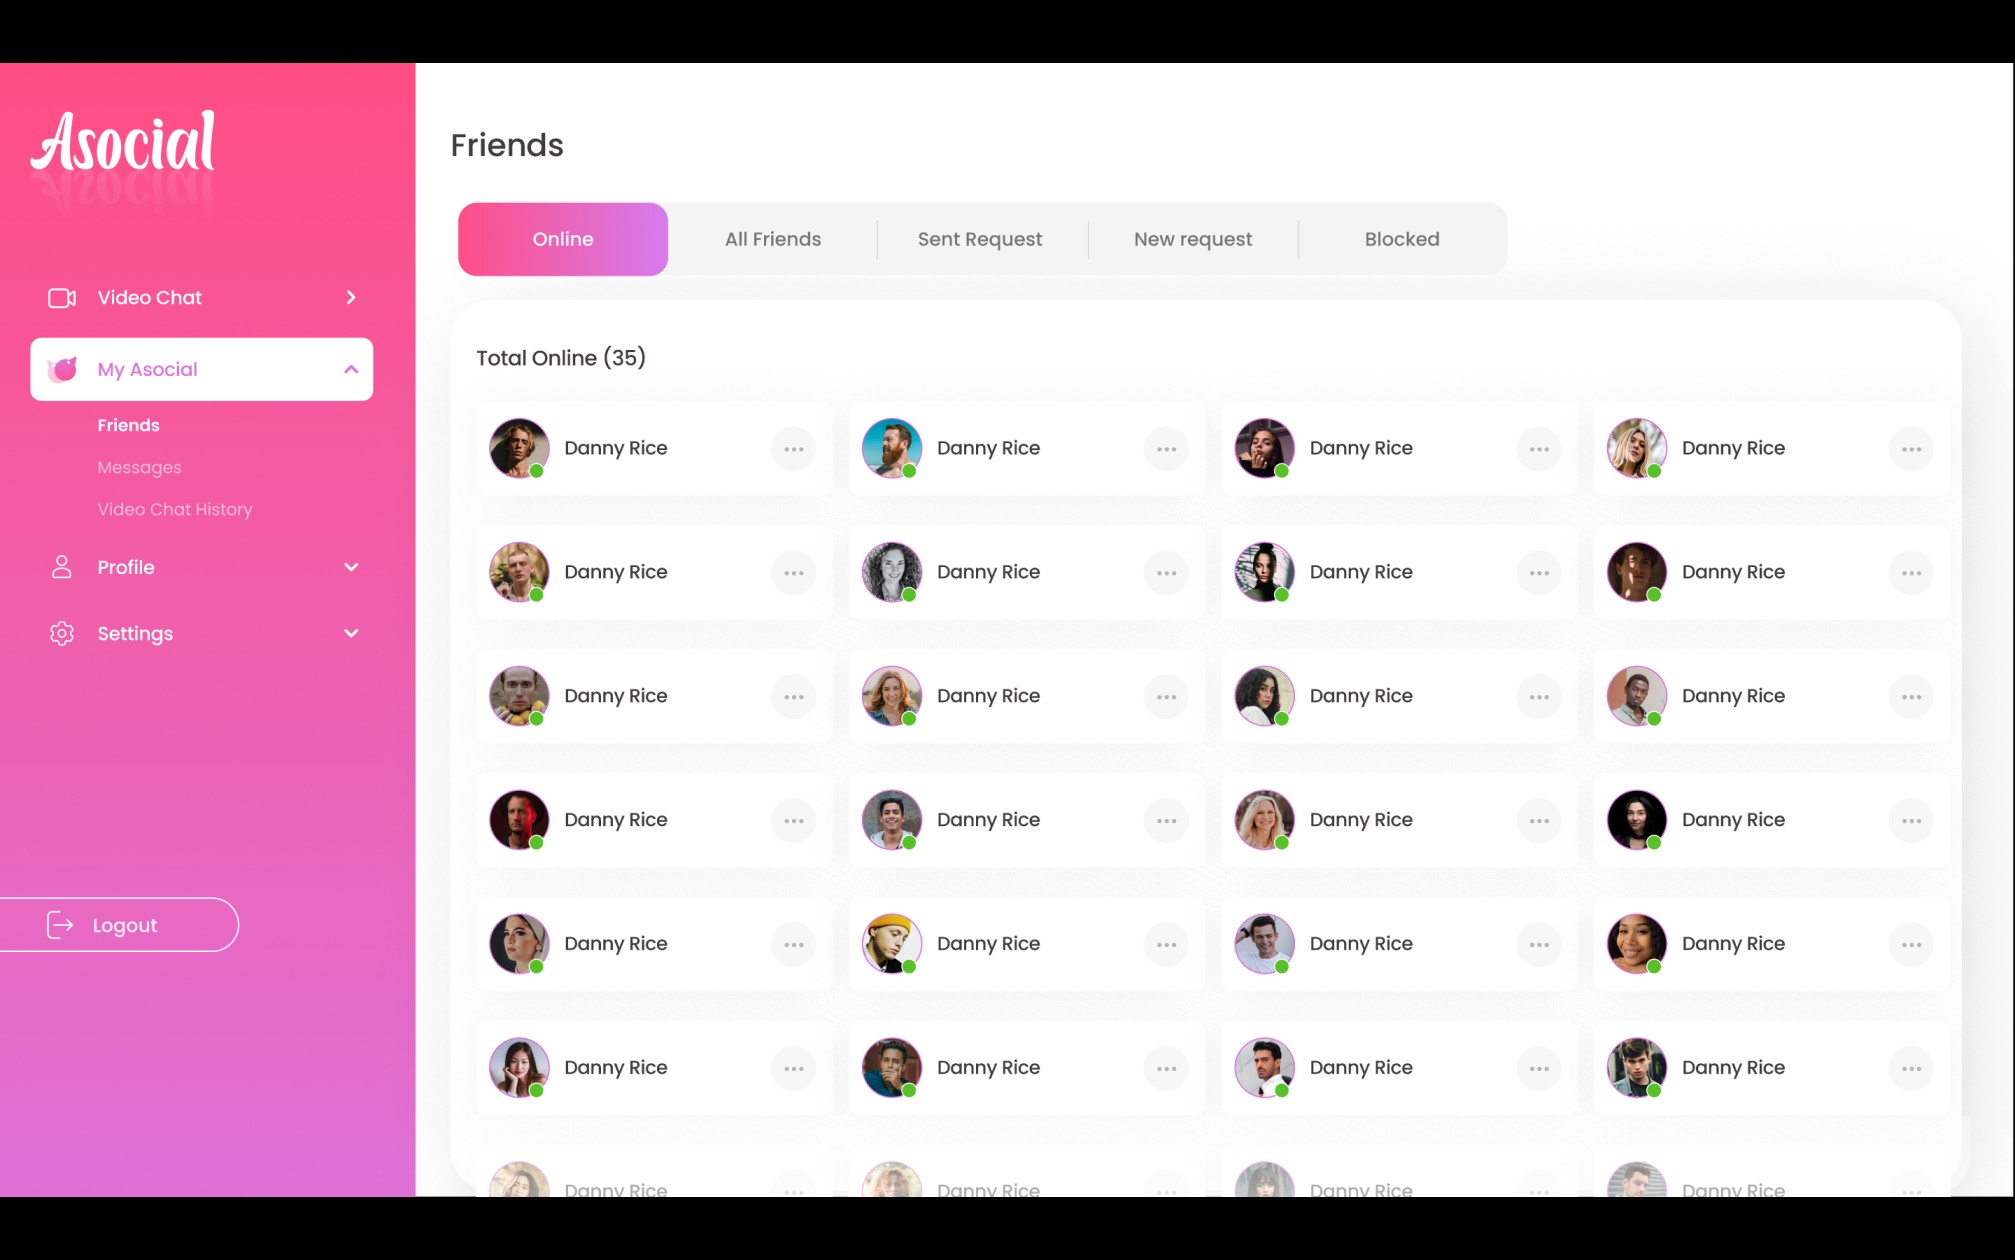 Asocial
Video Chat
My Asocial
Friends
Messages
Video Chat History
Profile
Settings
Logout
Friends
Online All Friends Sent Request New request Blocked
Total Online (35)
Danny Rice Danny Rice Danny Rice Danny Rice
Danny Rice Danny Rice Danny Rice Danny Rice
Danny Rice Danny Rice Danny Rice Danny Rice
Danny Rice Danny Rice Danny Rice Danny Rice
Danny Rice Danny Rice Danny Rice Danny Rice
Danny Rice Danny Rice Danny Rice Danny Rice
Danny Rice Danny Rice Danny Rice Danny Rice